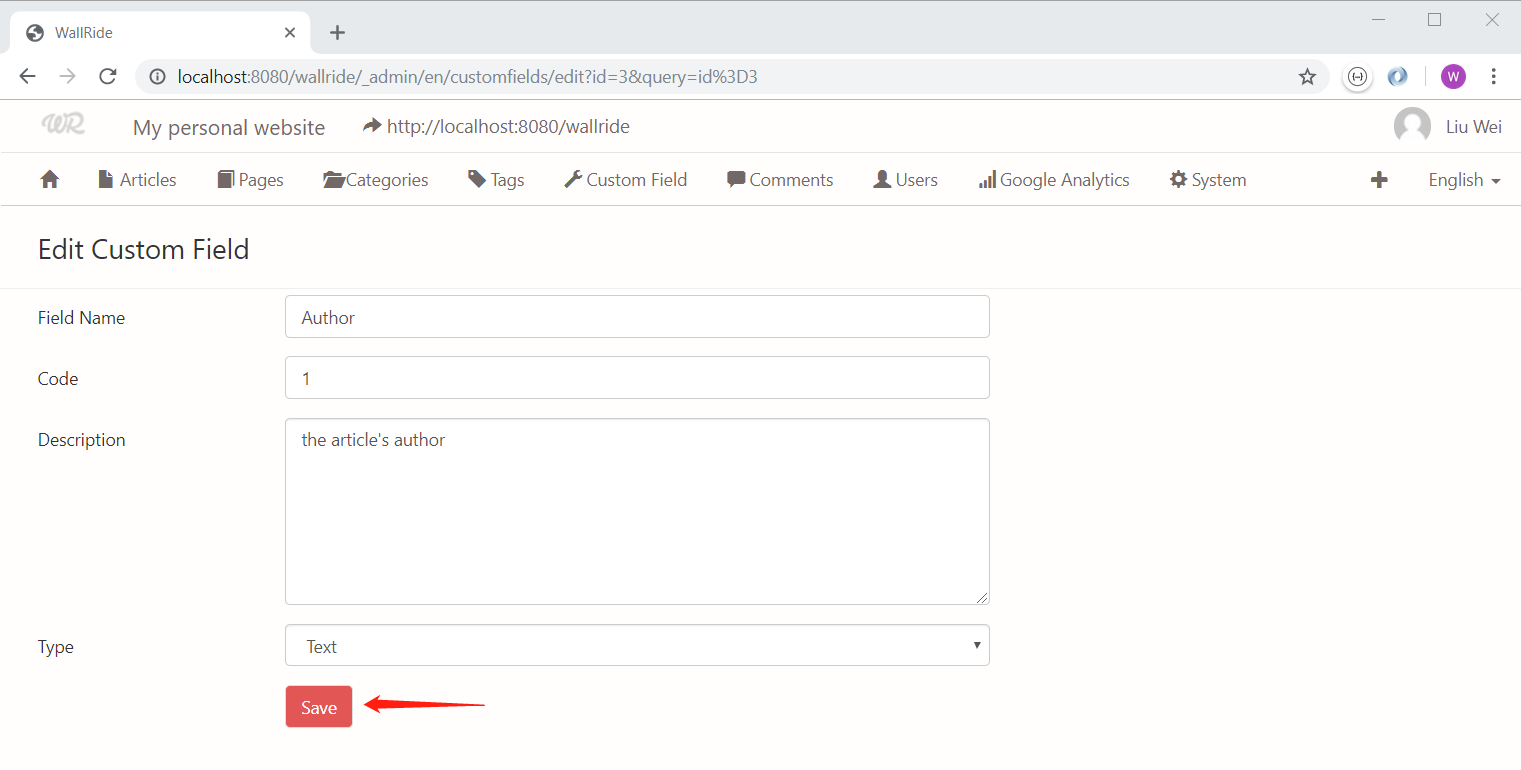 WallRide
localhost:8080/wallride/_admin/en/customfields/edit?id=3&query=id%3D3
W
WR My personal website http://localhost:8080/wallride Liu Wei
Articles Pages Categories Tags Custom Field Comments Users Google Analytics System English
Edit Custom Field
Field Name Author
Code 1
Description the article's author
Type Text
Save